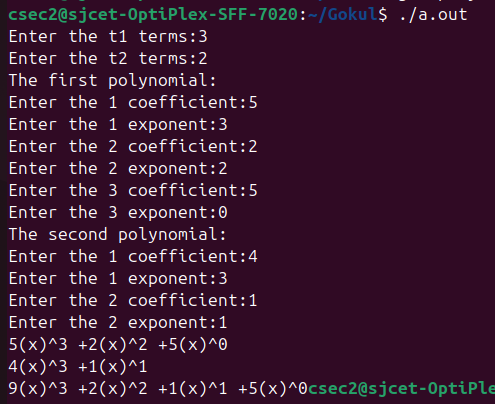 csec2@sjcet-OptiPlex-SFF-7020:~/Gokul$ ./a.out
Enter the t1 terms:3
Enter the t2 terms:2
The first polynomial:
Enter the 1 coefficient:5
Enter the 1 exponent:3
Enter the 2 coefficient:2
Enter the 2 exponent:2
Enter the 3 coefficient:5
Enter the 3 exponent:0
The second polynomial:
Enter the 1 coefficient:4
Enter the 1 exponent:3
Enter the 2 coefficient:1
Enter the 2 exponent:1
5(x)^3 +2(x)^2 +5(x)^0
4(x)^3 +1(x)^1
9(x)^3 +2(x)^2 +1(x)^1 +5(x)^0csec2@sjcet-OptiPle